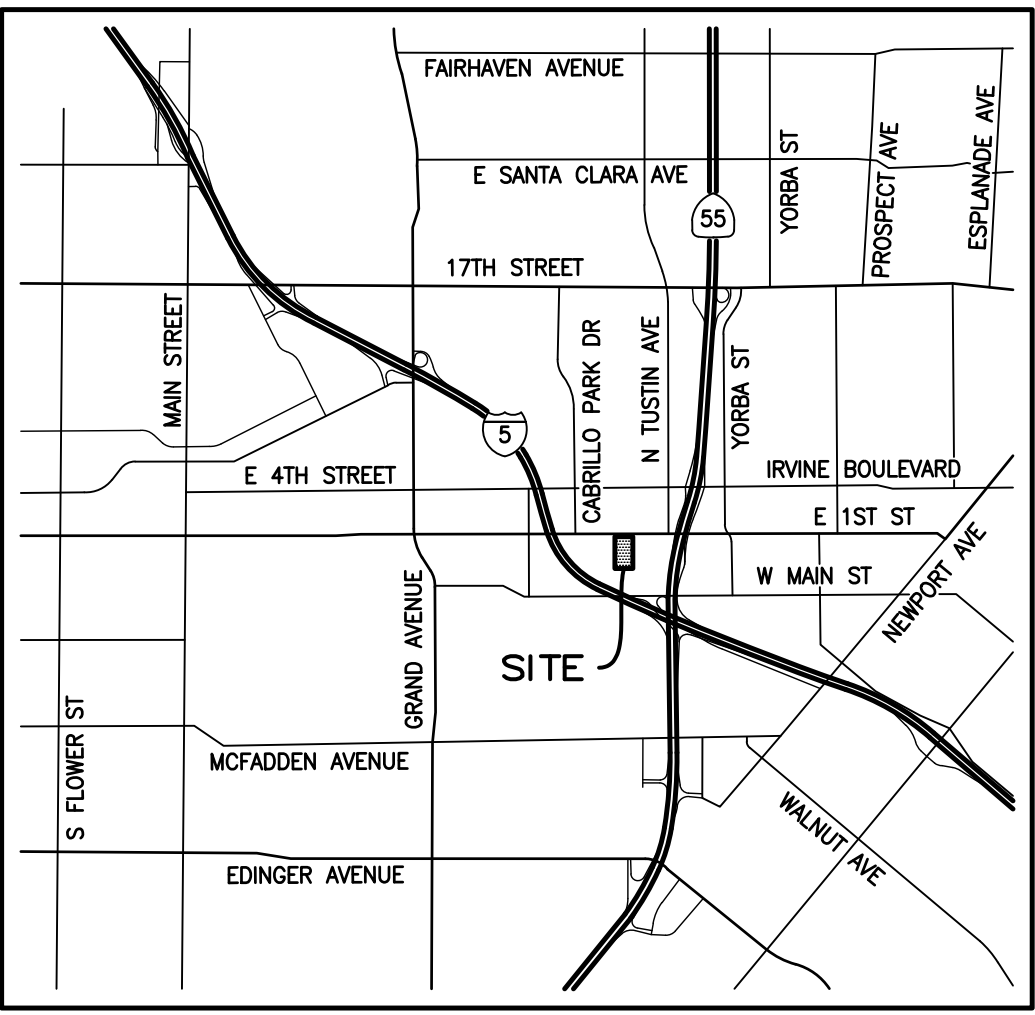 FAIRHAVEN AVENUE
E SANTA CLARA AVE
YORBA ST
PROSPECT AVE
ESPLANADE AVE
55
17TH STREET
MAIN STREET
CABRILLO PARK DR
N TUSTIN AVE
YORBA ST
5
E 4TH STREET
IRVINE BOULEVARD
E 1ST ST
W MAIN ST
NEWPORT AVE
GRAND AVENUE
SITE
S FLOWER ST
MCFADDEN AVENUE
WALNUT AVE
EDINGER AVENUE